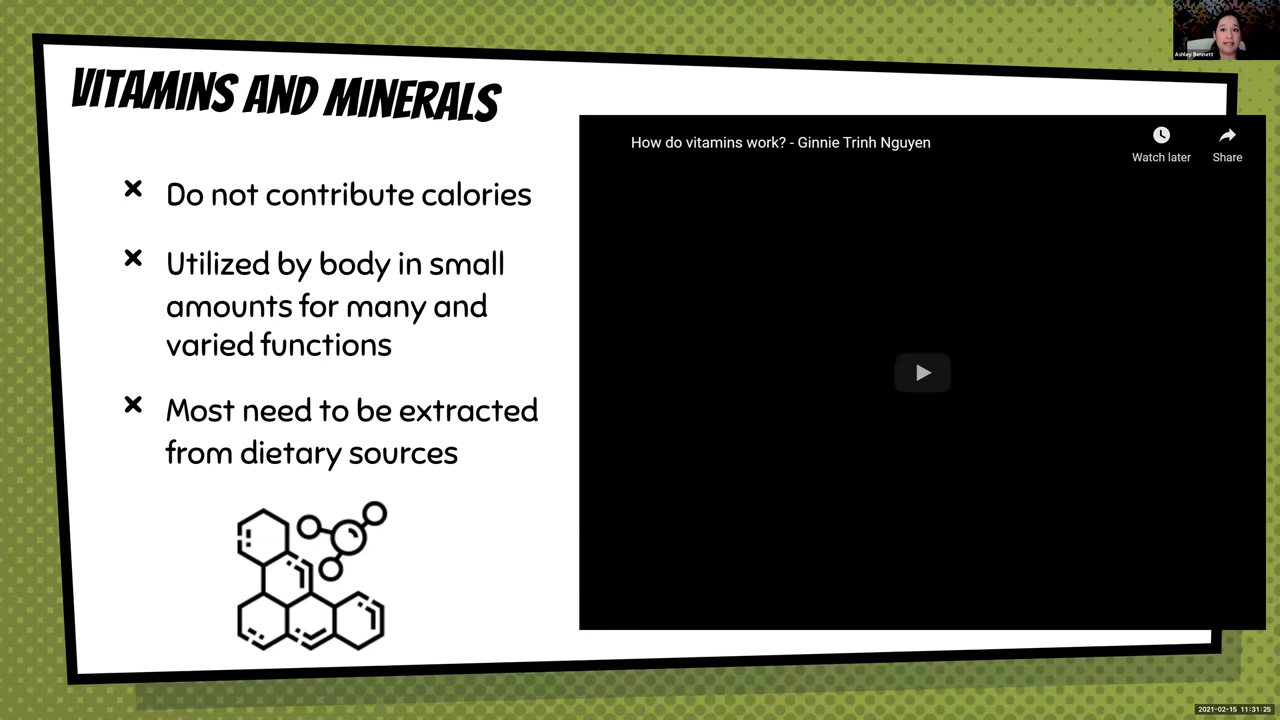 VITAMINS AND MINERALS
Do not contribute calories
Utilized by body in small
amounts for many and
varied functions
Most need to be extracted
from dietary sources
How do vitamins work? - Ginnie Trinh Nguyen
Watch later
Share
Ashley Bennett
2021-02-15 11:31:25